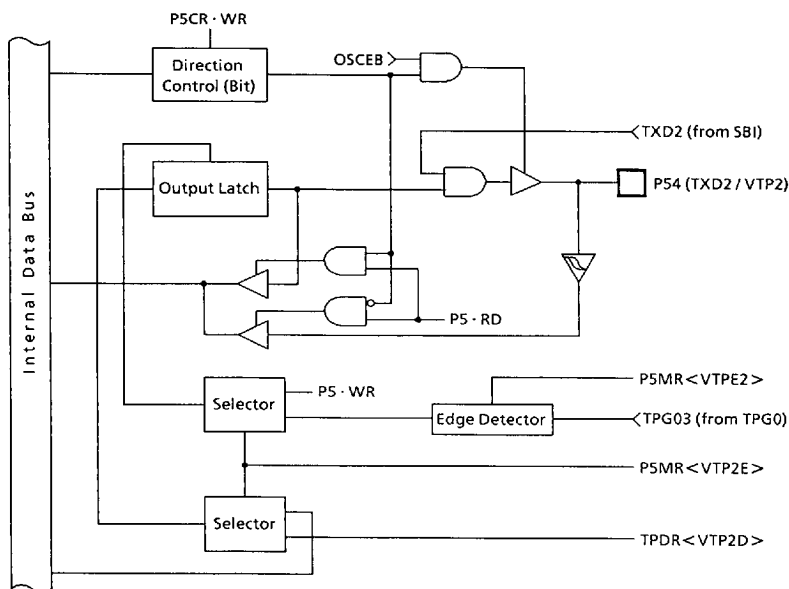 P5CR · WR
Direction
Control (Bit)
OSCEB
TXD2 (from SBI)
Output Latch
P54 (TXD2 / VTP2)
Internal Data Bus
P5 · RD
P5MR<VTPE2>
Selector
P5 · WR
Edge Detector
TPG03 (from TPG0)
P5MR<VTP2E>
Selector
TPDR<VTP2D>